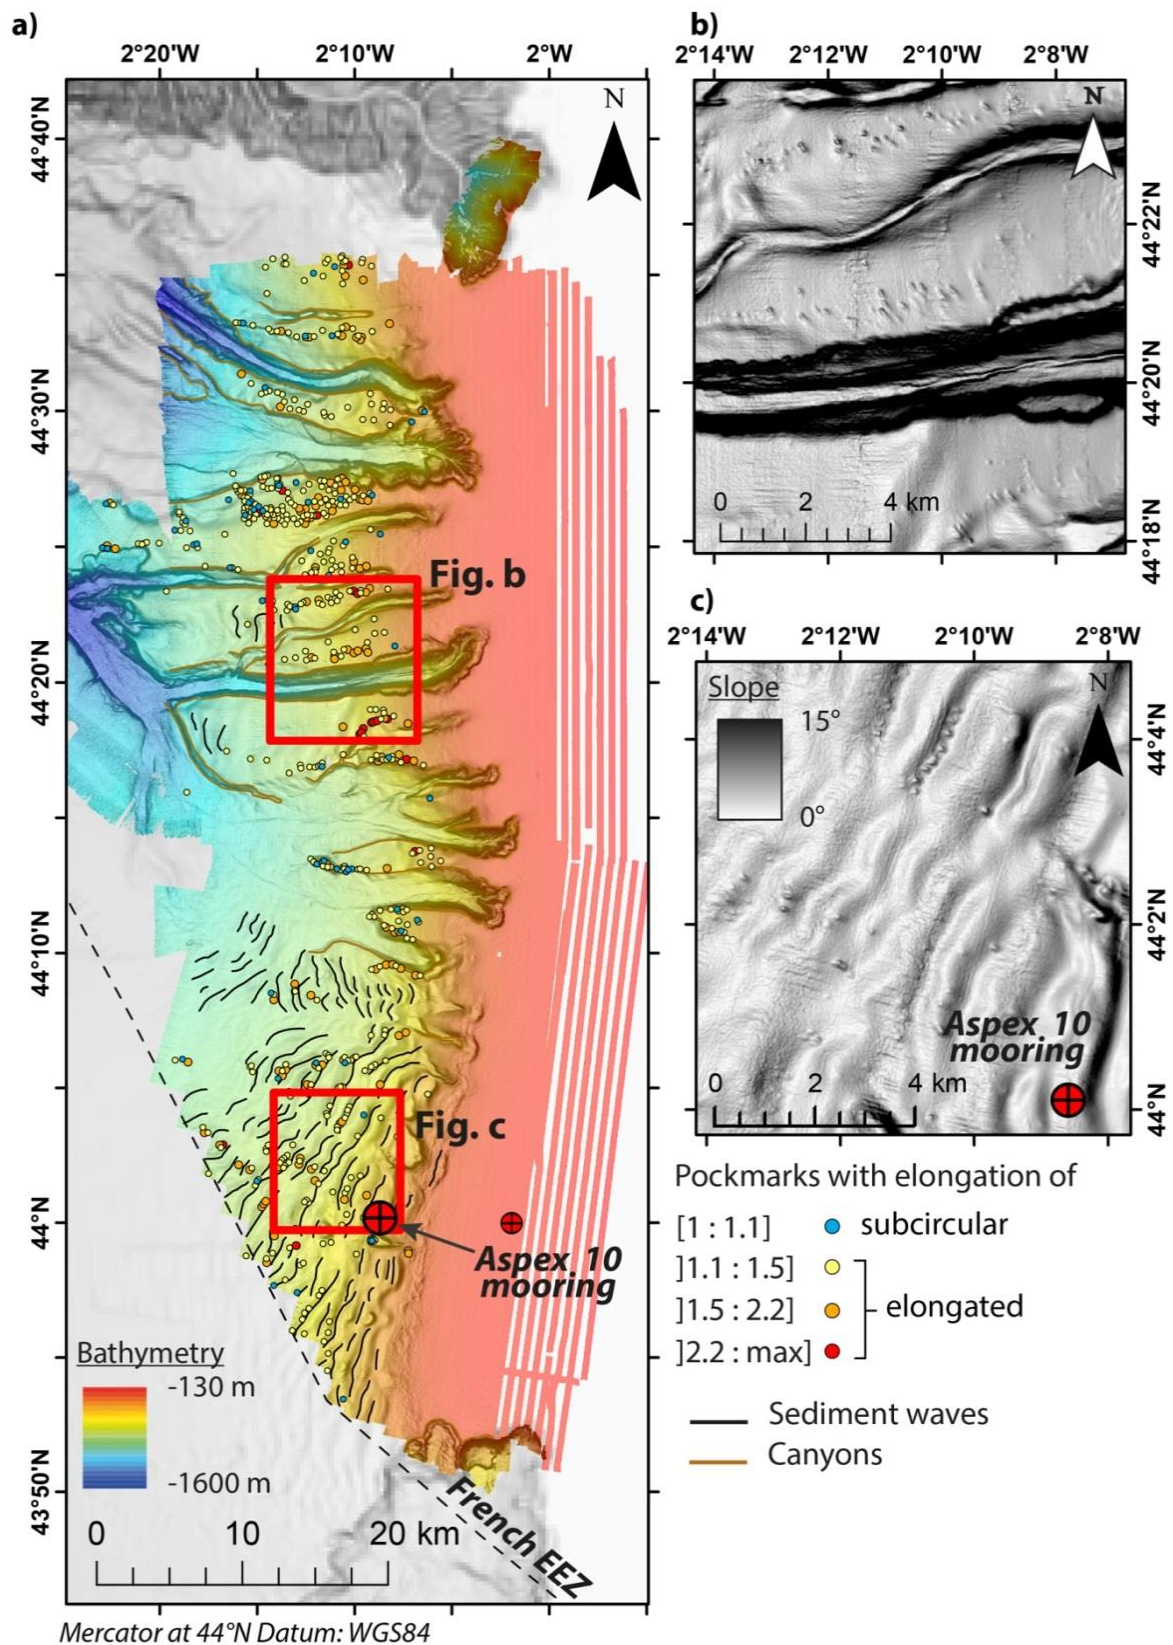 a)
2°20'W 2°10'W 2°W
N
44°40'N
44°30'N
44°20'N
44°10'N
44°N
43°50'N
Fig. b
Fig. c
Aspex 10
mooring
Bathymetry
-130 m
-1600 m
0 10 20 km
French EEZ
Mercator at 44°N Datum: WGS84
b)
2°14'W 2°12'W 2°10'W 2°8'W
N
44°22'N
44°20'N
44°18'N
0 2 4 km
c)
2°14'W 2°12'W 2°10'W 2°8'W
Slope
15°
0°
N
44°4'N
44°2'N
44°N
Aspex 10
mooring
0 2 4 km
Pockmarks with elongation of
[1 : 1.1] subcircular
]1.1 : 1.5]
]1.5 : 2.2] elongated
]2.2 : max]
Sediment waves
Canyons